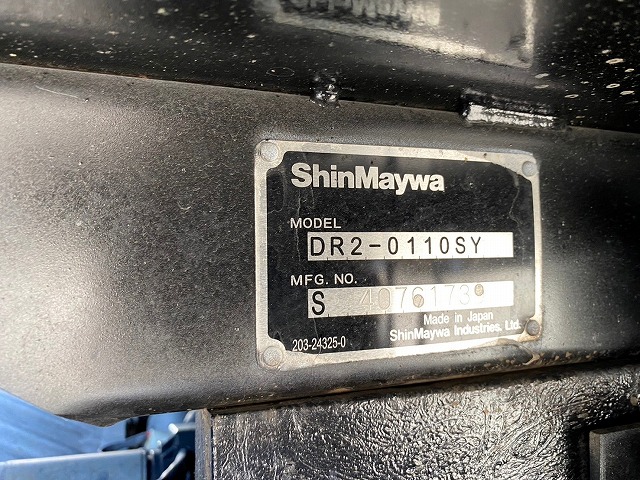 ShinMaywa
MODEL
DR2-0110SY
MFG. NO.
S 4076173
Made in Japan
ShinMaywa Industries. Ltd.
203-24325-0